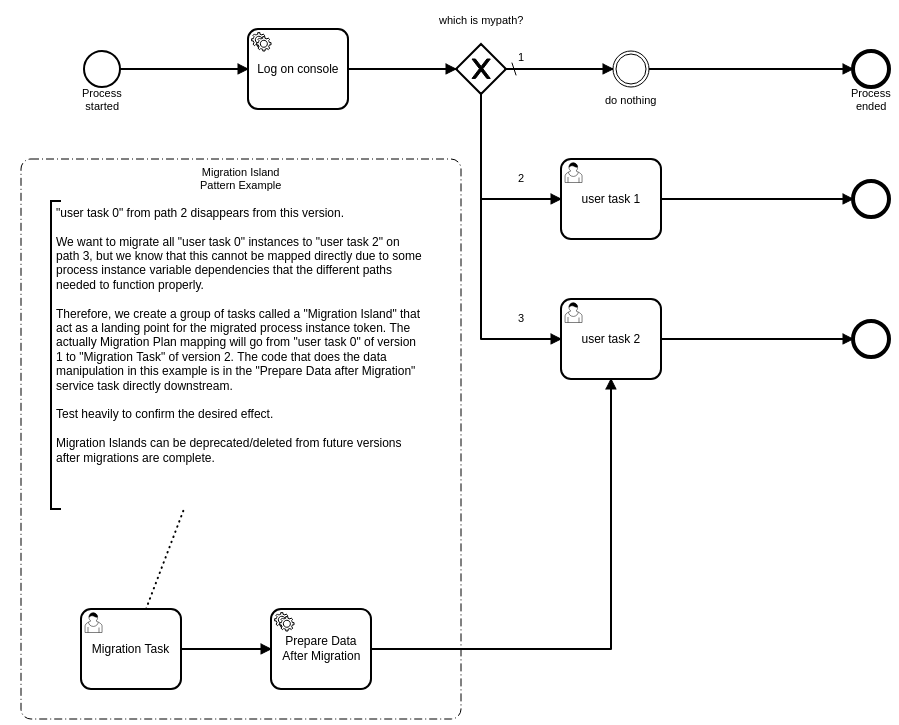 which is mypath?
Log on console
1
Process
started
do nothing
Process
ended
Migration Island
Pattern Example
2
user task 1
"user task 0" from path 2 disappears from this version.
We want to migrate all "user task 0" instances to "user task 2" on
path 3, but we know that this cannot be mapped directly due to some
process instance variable dependencies that the different paths
needed to function properly.
Therefore, we create a group of tasks called a "Migration Island" that
act as a landing point for the migrated process instance token. The
actually Migration Plan mapping will go from "user task 0" of version
1 to "Migration Task" of version 2. The code that does the data
manipulation in this example is in the "Prepare Data after Migration"
service task directly downstream.
Test heavily to confirm the desired effect.
Migration Islands can be deprecated/deleted from future versions
after migrations are complete.
3
user task 2
Migration Task
Prepare Data
After Migration